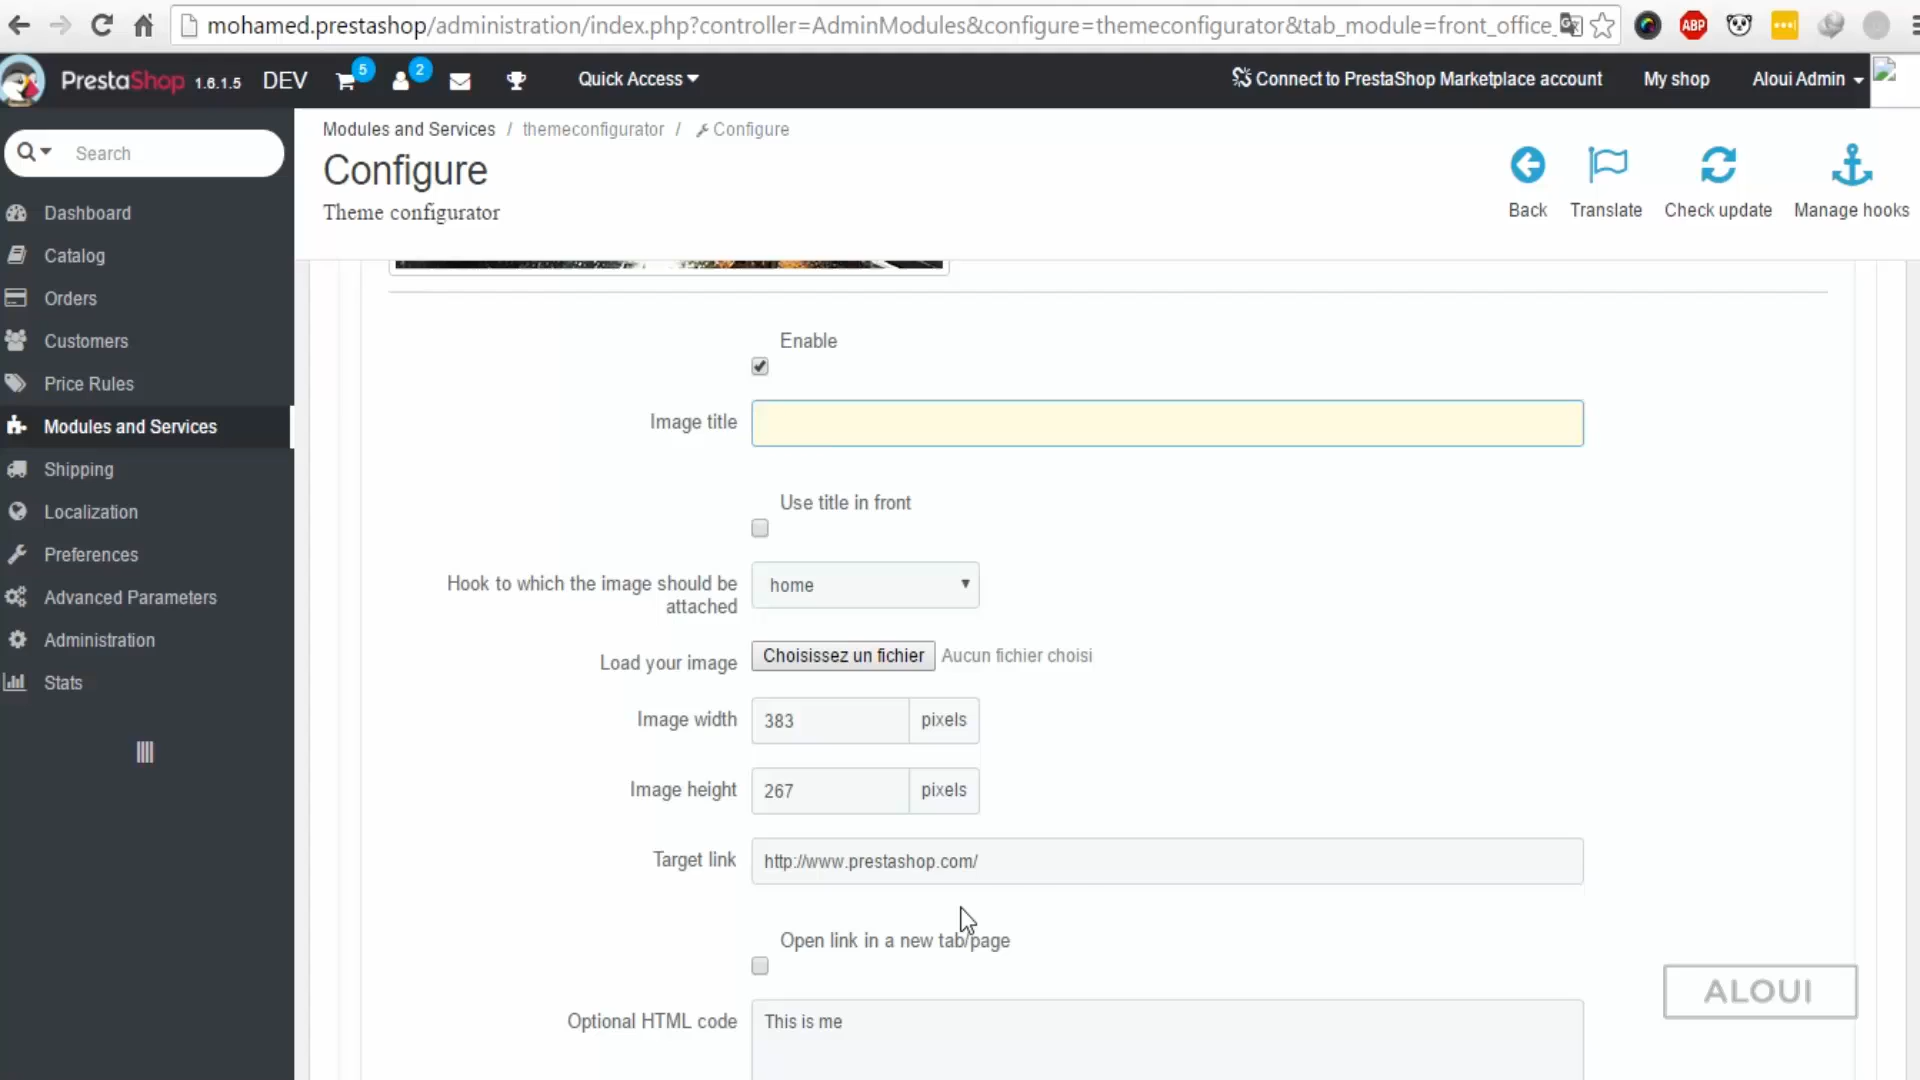 mohamed.prestashop/administration/index.php?controller=AdminModules&configure=themeconfigurator&tab_module=front_office_
ABP
PrestaShop 1.6.1.5 DEV 5 2 Quick Access Connect to PrestaShop Marketplace account My shop Aloui Admin
Search
Dashboard
Catalog
Orders
Customers
Price Rules
Modules and Services
Shipping
Localization
Preferences
Advanced Parameters
Administration
Stats
Modules and Services / themeconfigurator / Configure
Configure
Theme configurator
Back Translate Check update Manage hooks
Enable
Image title
Use title in front
Hook to which the image should be attached home
Load your image Choisissez un fichier Aucun fichier choisi
Image width 383 pixels
Image height 267 pixels
Target link http://www.prestashop.com/
Open link in a new tab/page
Optional HTML code This is me
ALOUI